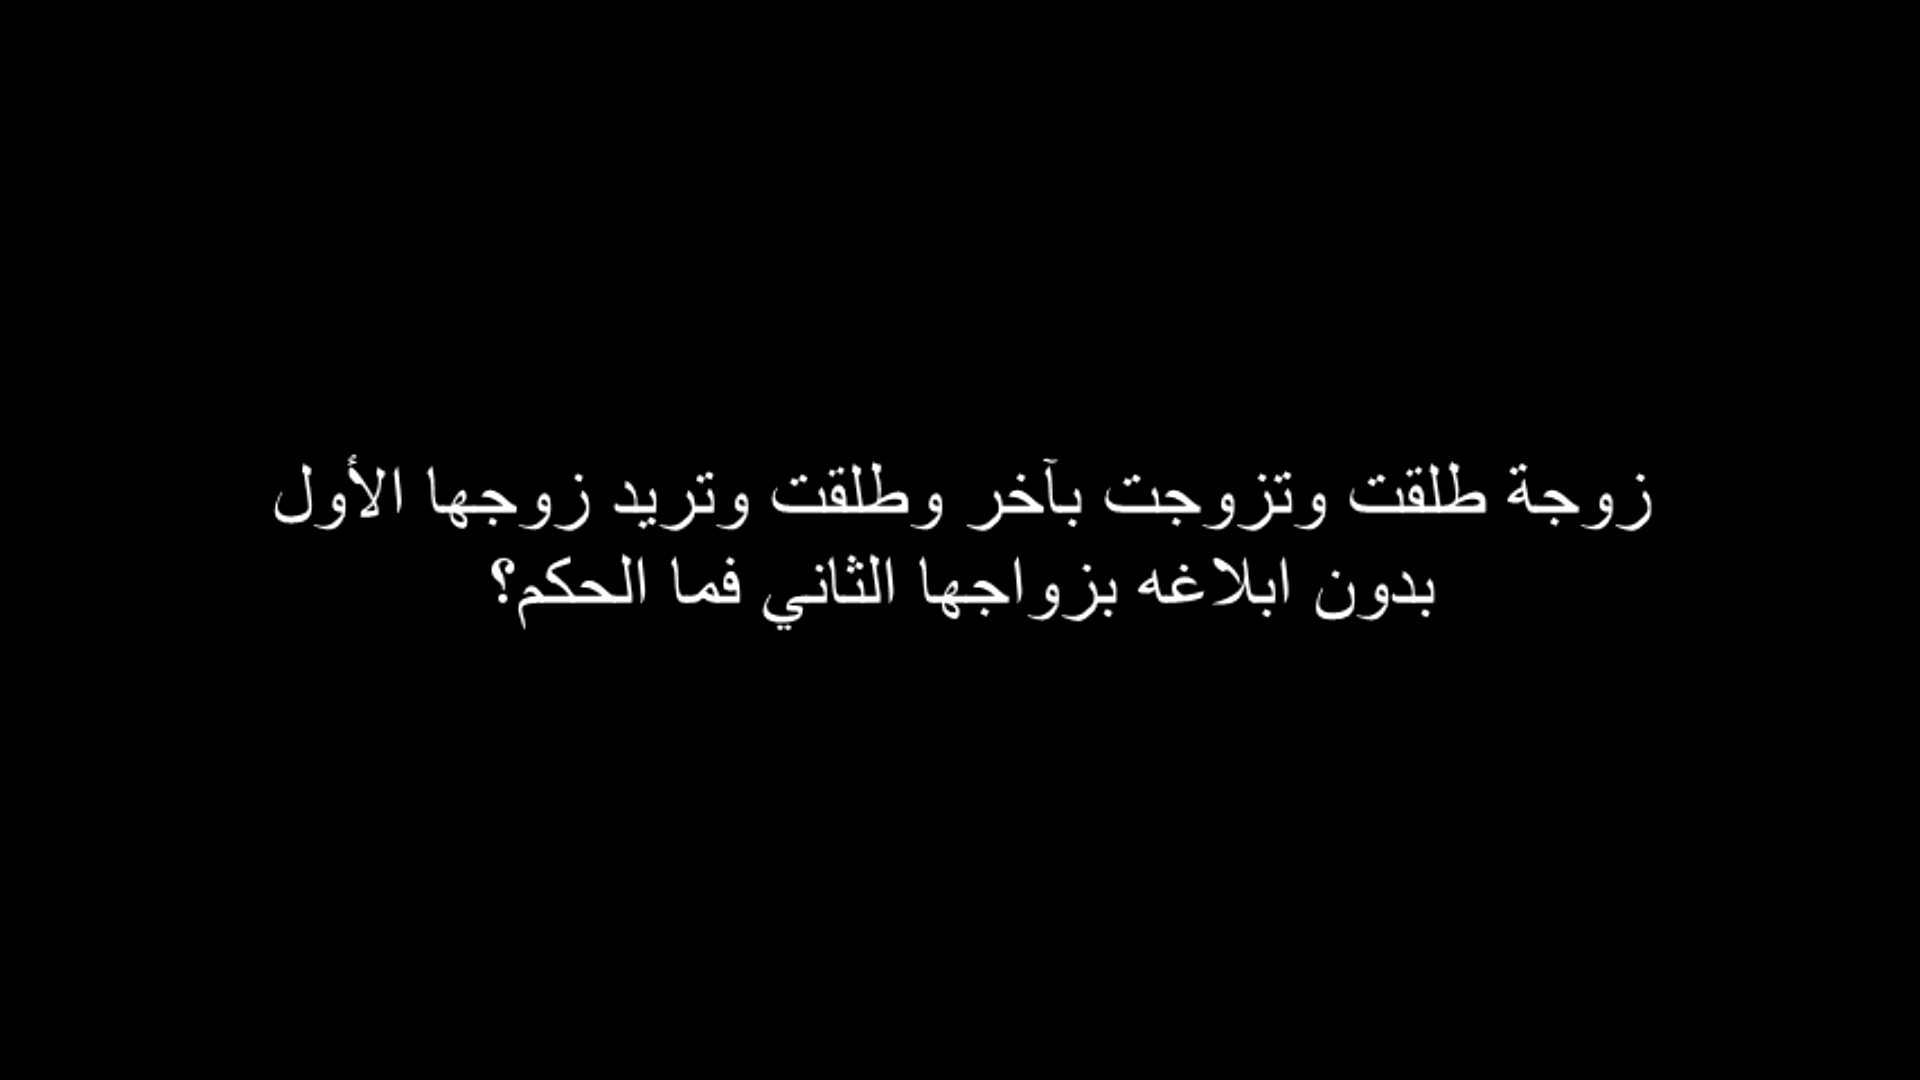 زوجة طلقت وتزوجت بآخر وطلقت وتريد زوجها الأول
بدون ابلاغه بزواجها الثاني فما الحكم؟